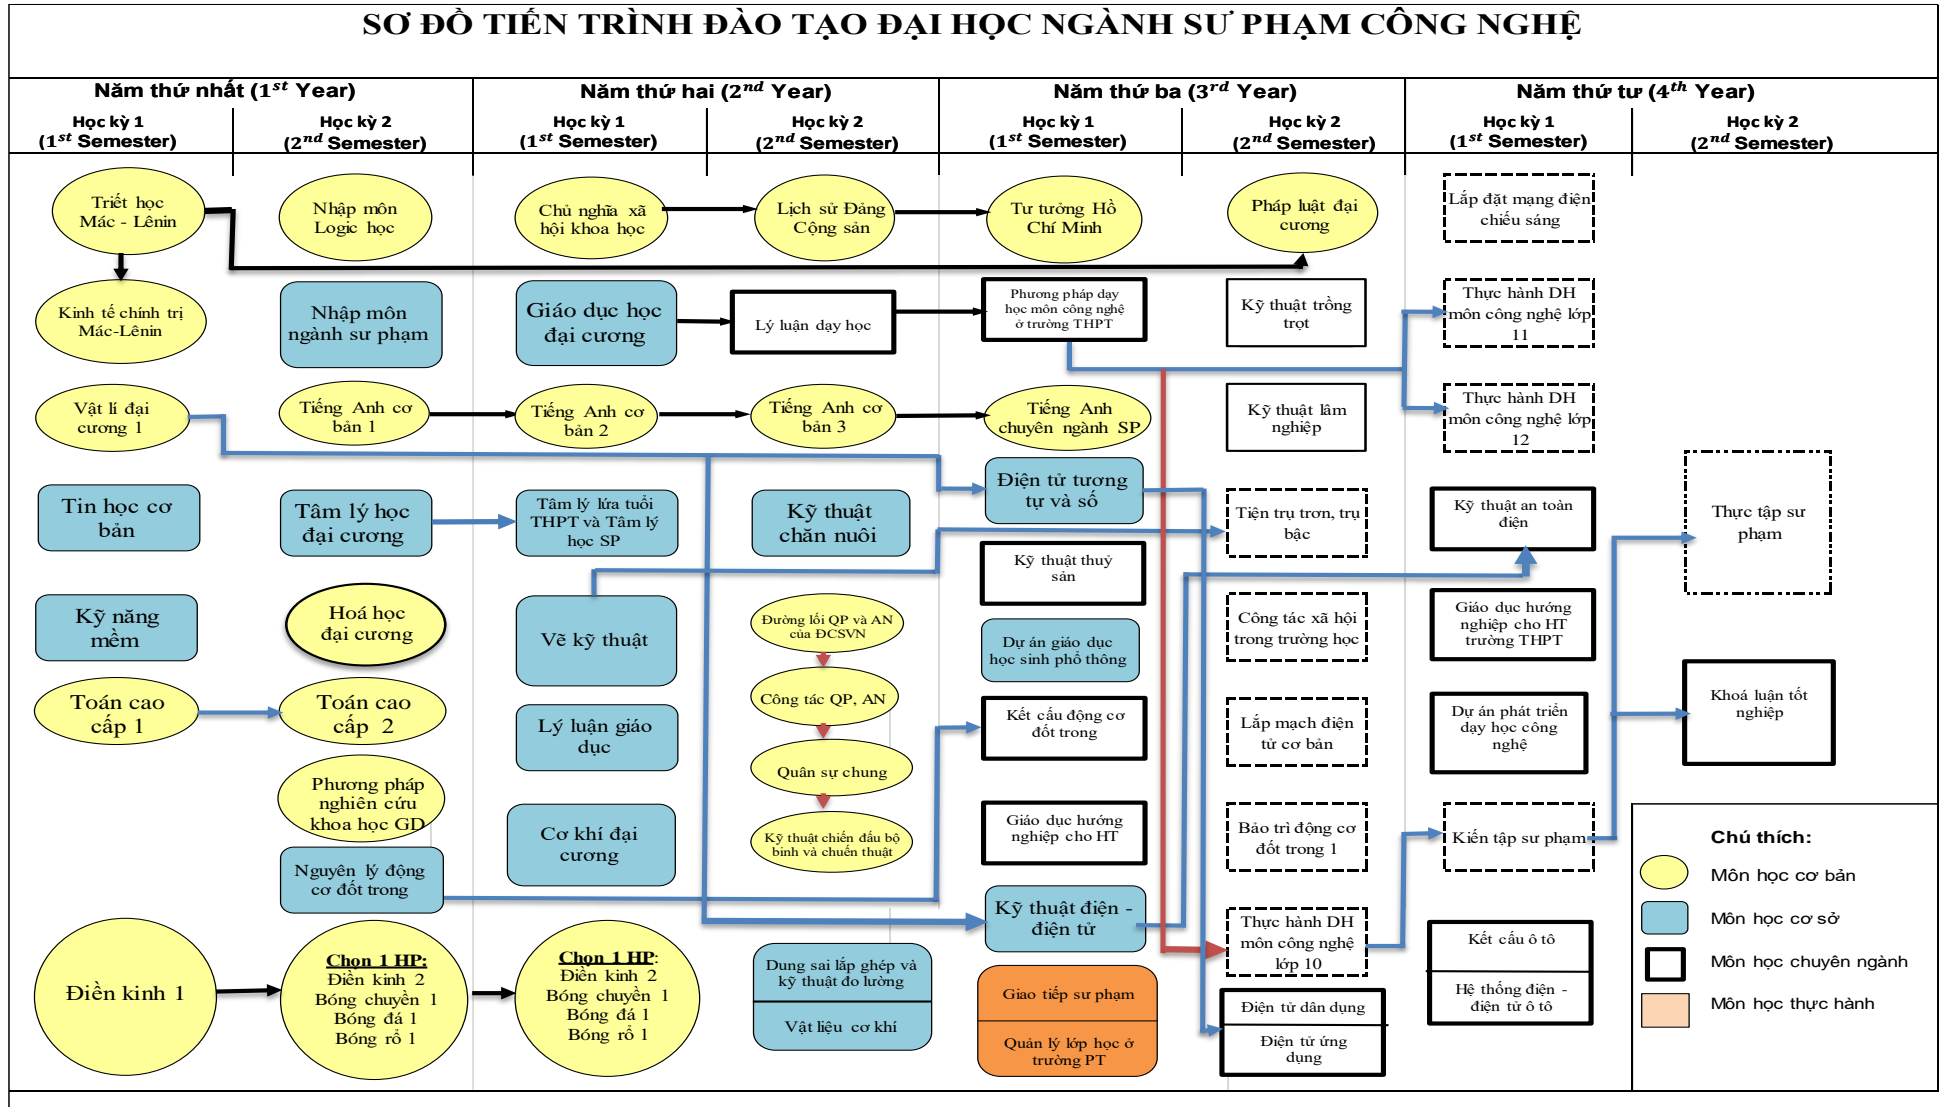 SƠ ĐỒ TIẾN TRÌNH ĐÀO TẠO ĐẠI HỌC NGÀNH SƯ PHẠM CÔNG NGHỆ
Năm thứ nhất (1st Year)
Năm thứ hai (2nd Year)
Năm thứ ba (3rd Year)
Năm thứ tư (4th Year)
Học kỳ 1
(1st Semester)
Học kỳ 2
(2nd Semester)
Học kỳ 1
(1st Semester)
Học kỳ 2
(2nd Semester)
Học kỳ 1
(1st Semester)
Học kỳ 2
(2nd Semester)
Học kỳ 1
(1st Semester)
Học kỳ 2
(2nd Semester)
Triết học
Mác - Lênin
Kinh tế chính trị
Mác-Lênin
Vật lí đại
cương 1
Tin học cơ
bản
Kỹ năng
mềm
Toán cao
cấp 1
Điền kinh 1
Nhập môn
Logic học
Nhập môn
ngành sư phạm
Tiếng Anh cơ
bản 1
Tâm lý học
đại cương
Hoá học
đại cương
Toán cao
cấp 2
Phương pháp
nghiên cứu
khoa học GD
Nguyên lý động
cơ đốt trong
Chọn 1 HP:
Điền kinh 2
Bóng chuyền 1
Bóng đá 1
Bóng rổ 1
Chủ nghĩa xã
hội khoa học
Giáo dục học
đại cương
Tiếng Anh cơ
bản 2
Tâm lý lứa tuổi
THPT và Tâm lý
học SP
Vẽ kỹ thuật
Lý luận giáo
dục
Cơ khí đại
cương
Chọn 1 HP:
Điền kinh 2
Bóng chuyền 1
Bóng đá 1
Bóng rổ 1
Lịch sử Đảng
Cộng sản
Lý luận dạy học
Tiếng Anh cơ
bản 3
Kỹ thuật
chăn nuôi
Đường lối QP và AN
của ĐCSVN
Công tác QP, AN
Quân sự chung
Kỹ thuật chiến đấu bộ
binh và chuến thuật
Dung sai lắp ghép và
kỹ thuật đo lường
Vật liệu cơ khí
Tư tưởng Hồ
Chí Minh
Phương pháp dạy
học môn công nghệ
ở trường THPT
Tiếng Anh
chuyên ngành SP
Điện tử tương
tự và số
Kỹ thuật thuỷ
sản
Dự án giáo dục
học sinh phổ thông
Kết cấu động cơ
đốt trong
Giáo dục hướng
nghiệp cho HT
Kỹ thuật điện -
điện tử
Giao tiếp sư phạm
Quản lý lớp học ở
trường PT
Pháp luật đại
cương
Kỹ thuật trồng
trọt
Kỹ thuật lâm
nghiệp
Tiện trụ trơn, trụ
bậc
Công tác xã hội
trong trường học
Lắp mạch điện
tử cơ bản
Bảo trì động cơ
đốt trong 1
Thực hành DH
môn công nghệ
lớp 10
Điện tử dân dụng
Điện tử ứng
dụng
Lắp đặt mạng điện
chiếu sáng
Thực hành DH
môn công nghệ lớp
11
Thực hành DH
môn công nghệ lớp
12
Kỹ thuật an toàn
điện
Giáo dục hướng
nghiệp cho HT
trường THPT
Dự án phát triển
dạy học công
nghệ
Kiến tập sư phạm
Kết cấu ô tô
Hệ thống điện -
điện tử ô tô
Thực tập sư
phạm
Khoá luận tốt
nghiệp
Chú thích:
Môn học cơ bản
Môn học cơ sở
Môn học chuyên ngành
Môn học thực hành